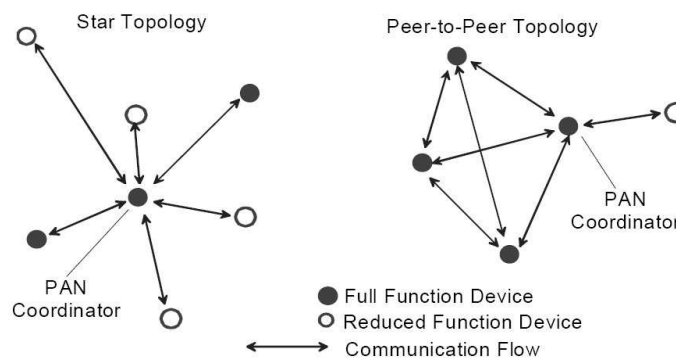 Star Topology
Peer-to-Peer Topology
PAN
Coordinator
PAN
Coordinator
Full Function Device
Reduced Function Device
Communication Flow